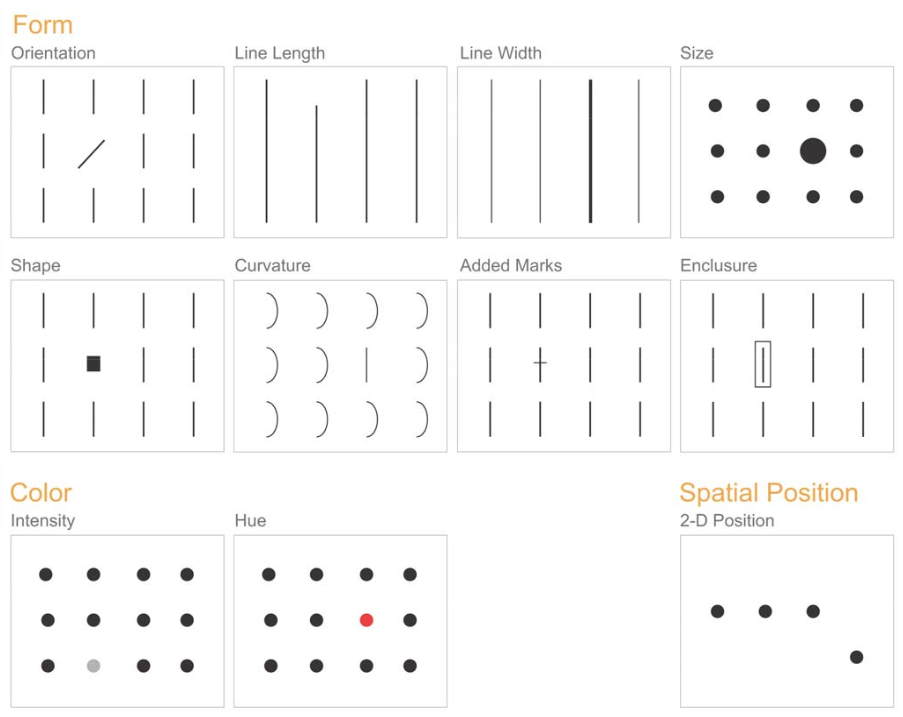 Form
Orientation
Line Length
Line Width
Size
Shape
Curvature
Added Marks
Enclusure
Color
Intensity
Hue
Spatial Position
2-D Position